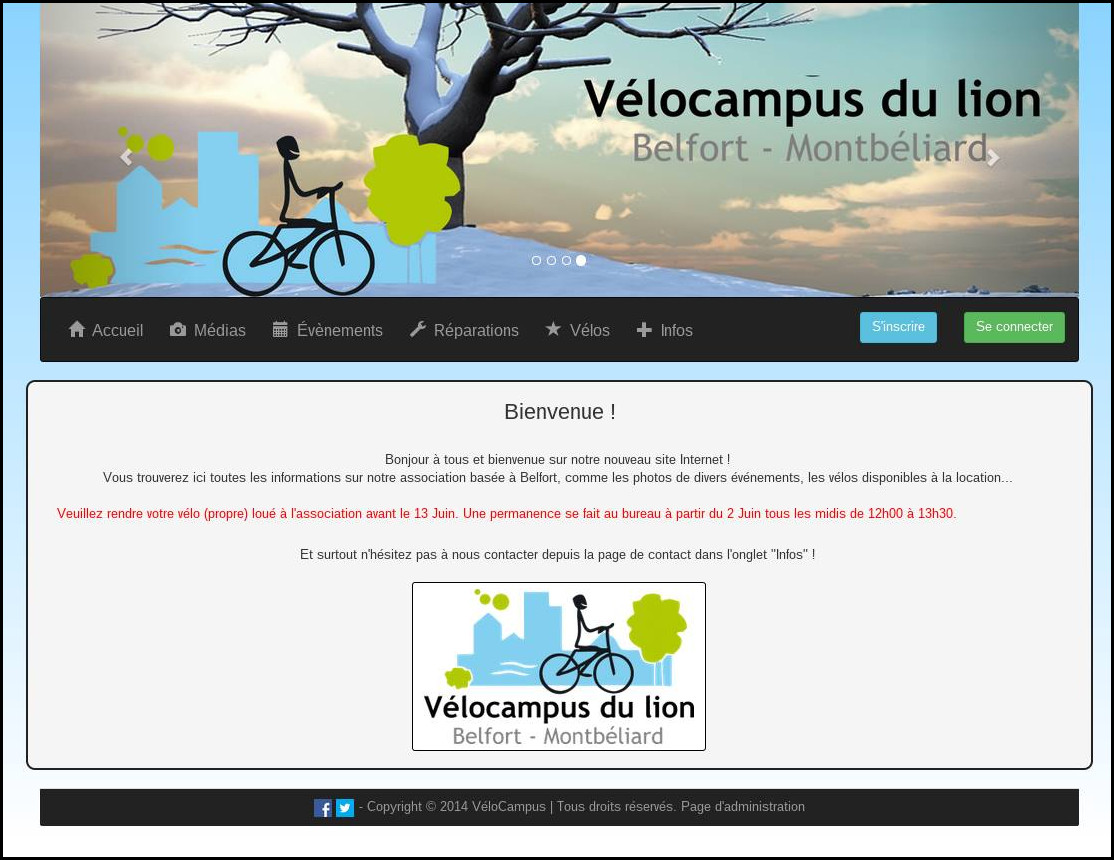 Vélocampus du lion
Belfort - Montbéliard
Accueil Médias Évènements Réparations Vélos Infos S'inscrire Se connecter
Bienvenue !
Bonjour à tous et bienvenue sur notre nouveau site Internet !
Vous trouverez ici toutes les informations sur notre association basée à Belfort, comme les photos de divers événements, les vélos disponibles à la location...
Veuillez rendre votre vélo (propre) loué à l'association avant le 13 Juin. Une permanence se fait au bureau à partir du 2 Juin tous les midis de 12h00 à 13h30.
Et surtout n'hésitez pas à nous contacter depuis la page de contact dans l'onglet "Infos" !
Vélocampus du lion
Belfort - Montbéliard
- Copyright © 2014 VéloCampus | Tous droits réservés. Page d'administration